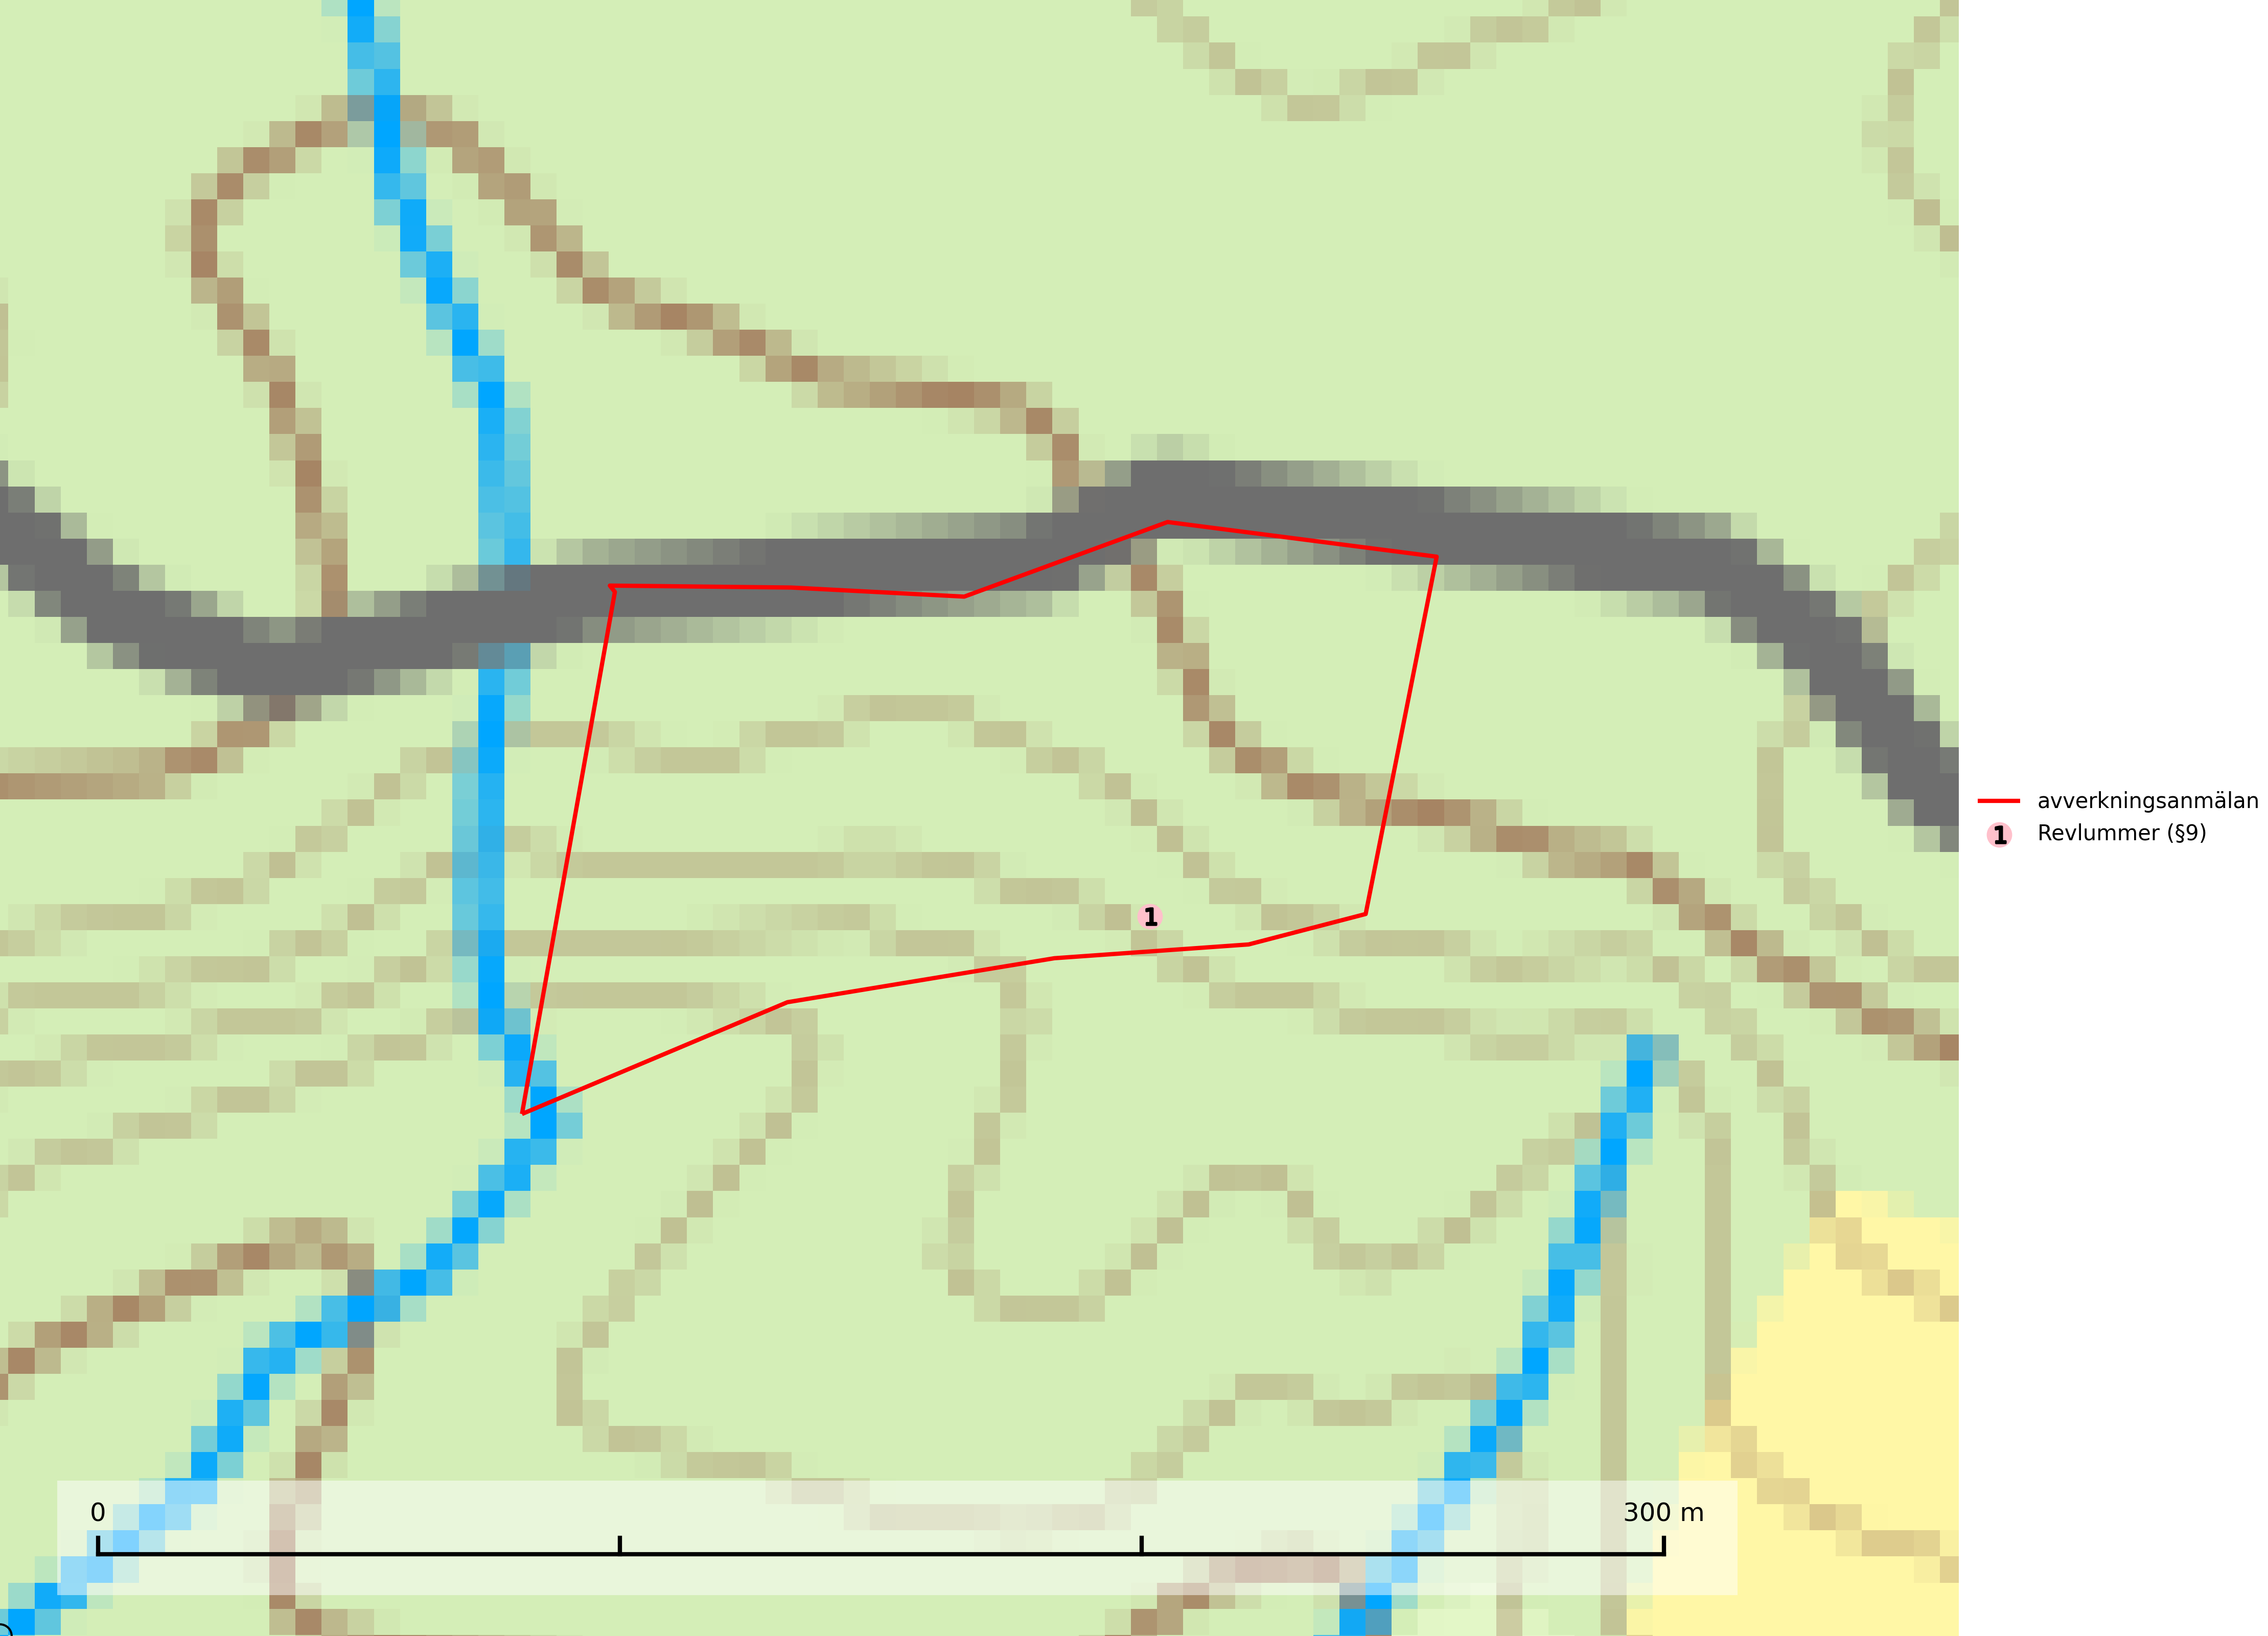 avverkningsanmälan
1 Revlummer (§9)
1
0 300 m